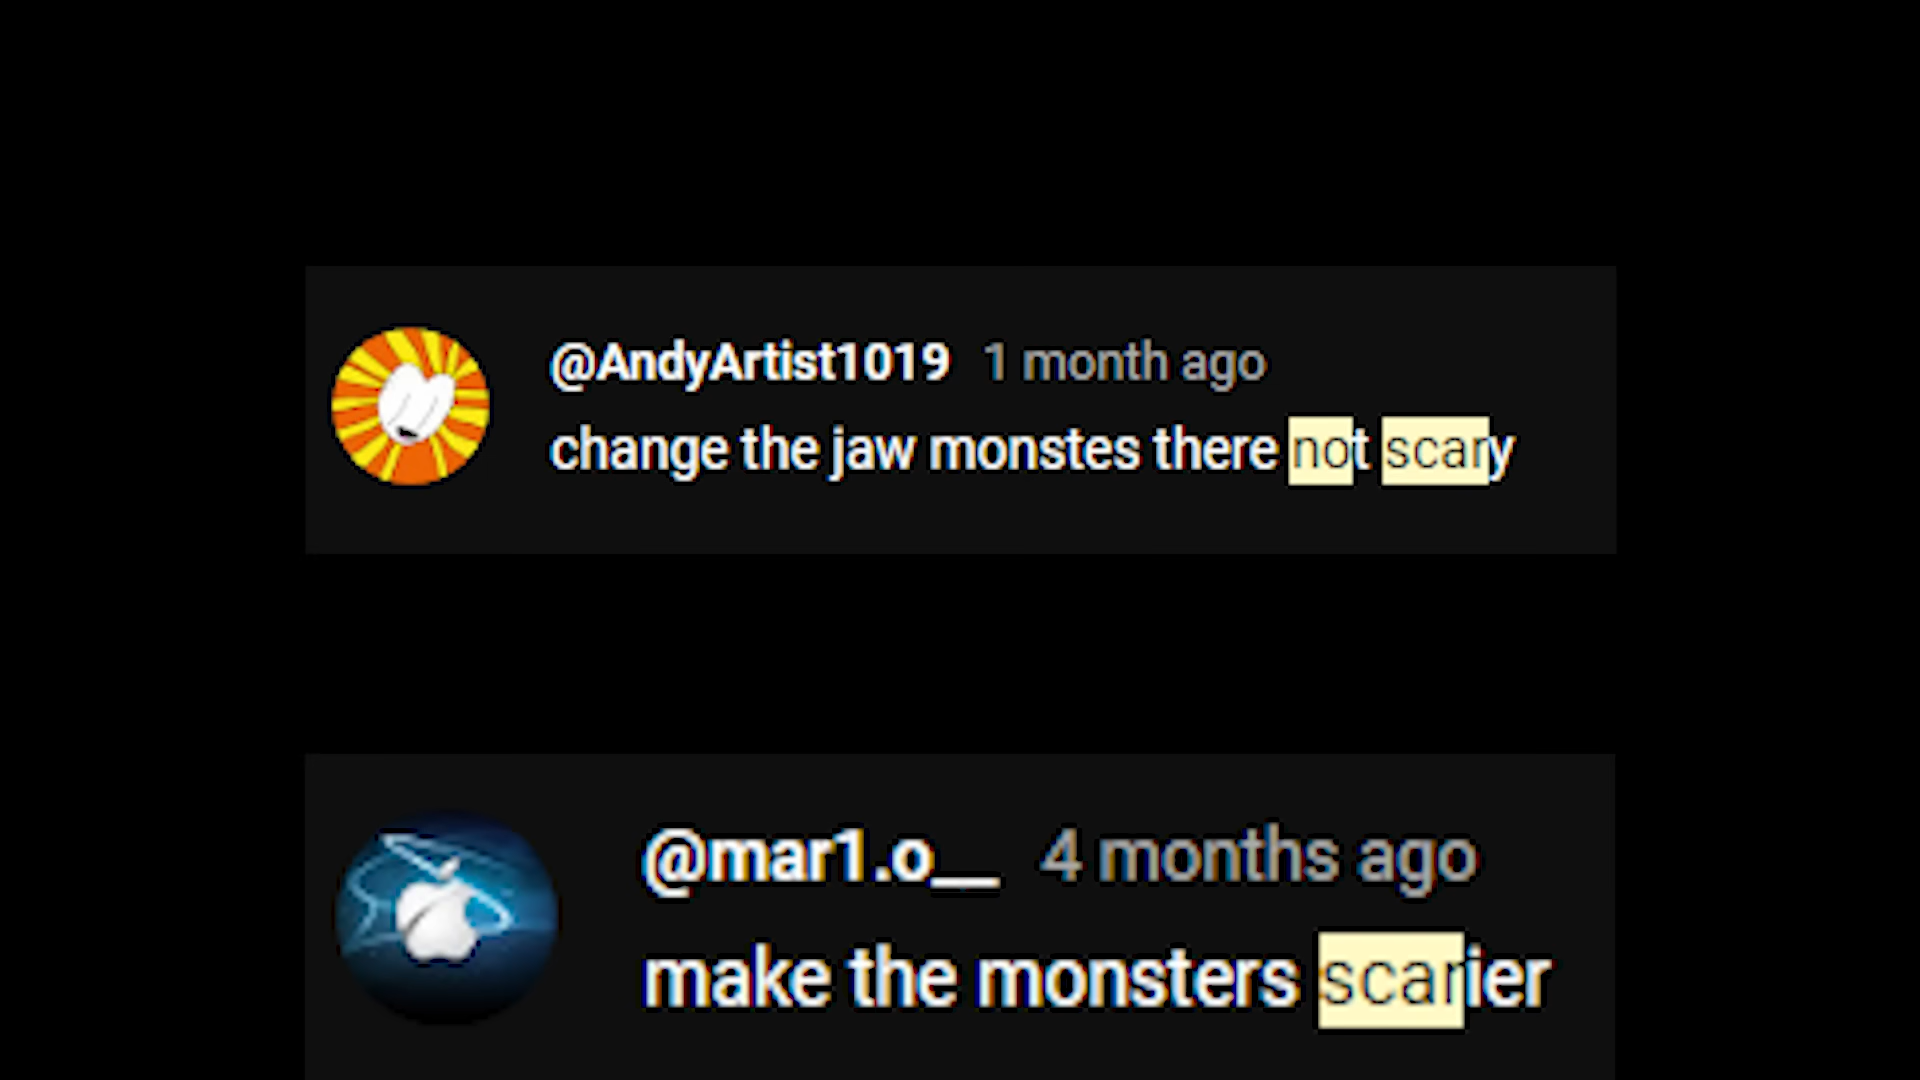 @AndyArtist1019 1 month ago
change the jaw monstes there not scary
@mar1.o__ 4 months ago
make the monsters scarier